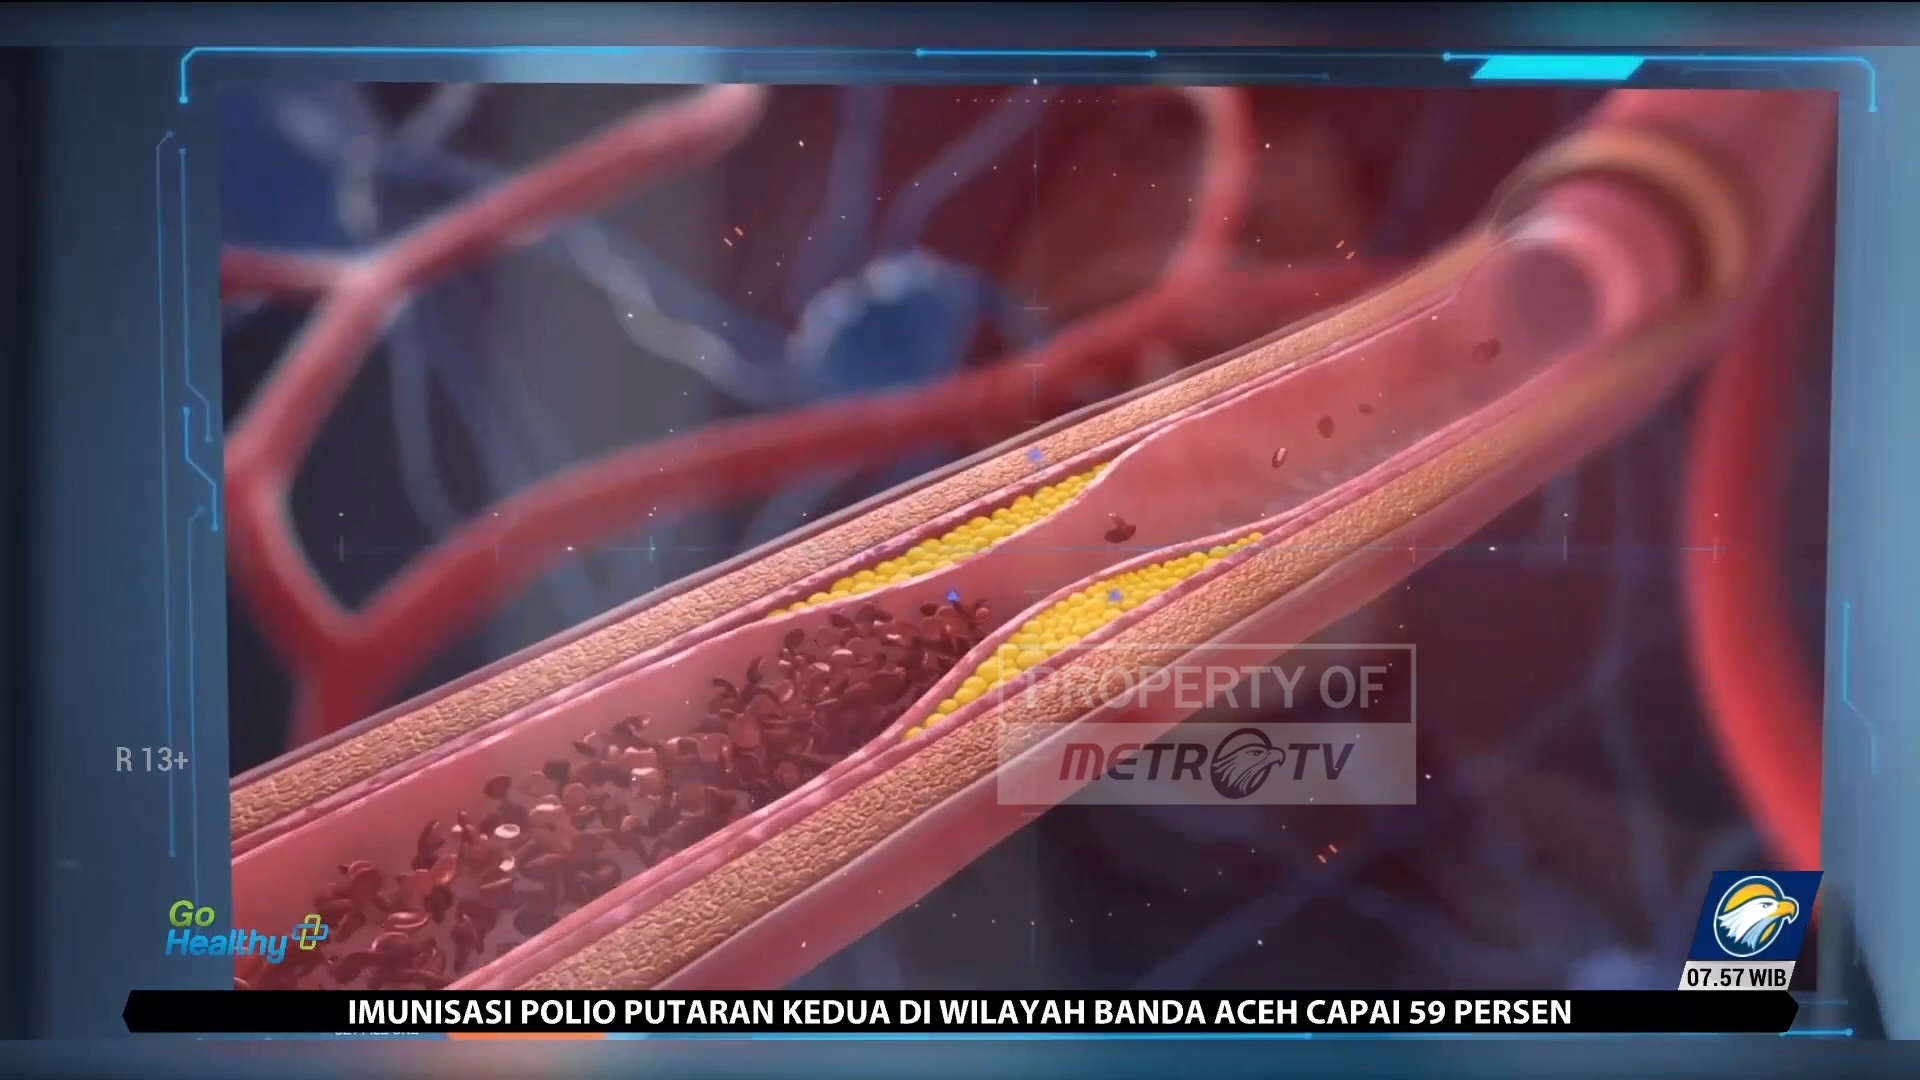 PROPERTY OF
METRO TV
R 13+
Go
Healthy
07.57 WIB
IMUNISASI POLIO PUTARAN KEDUA DI WILAYAH BANDA ACEH CAPAI 59 PERSEN